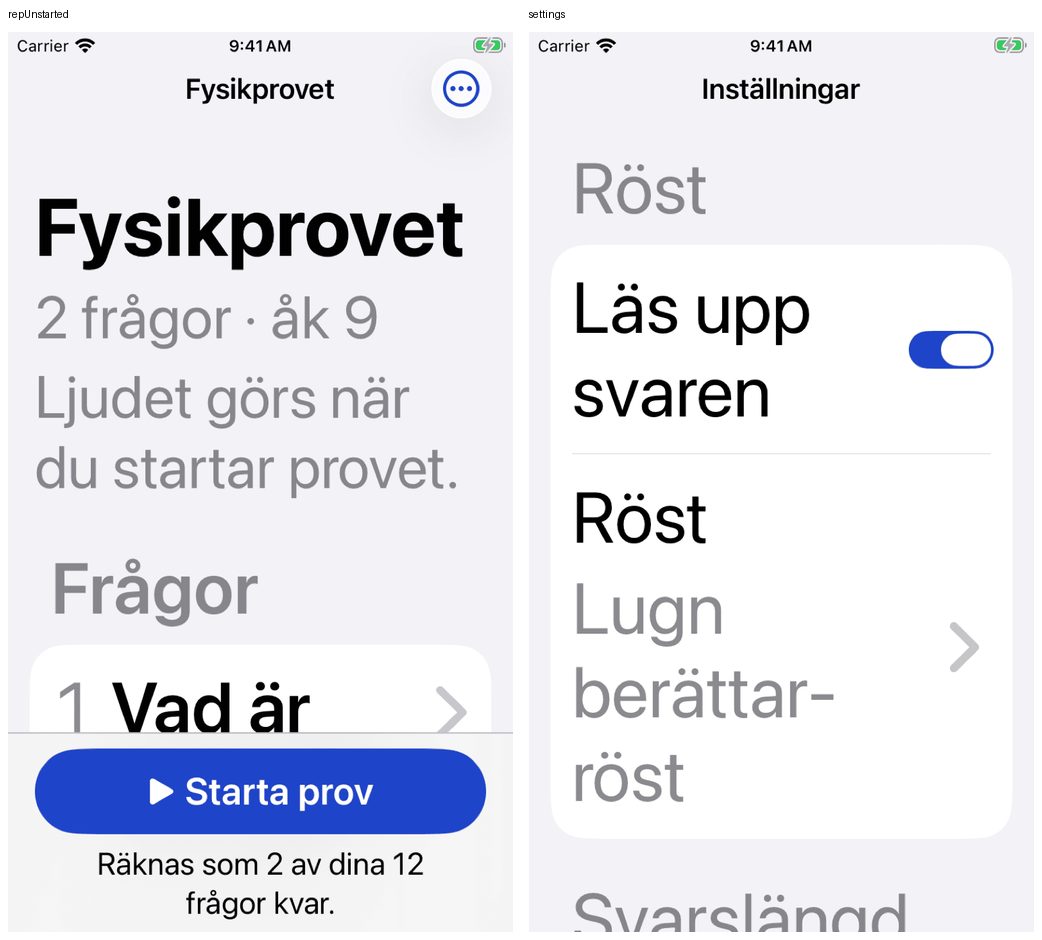 repUnstarted
Carrier 9:41 AM
Fysikprovet
Fysikprovet
2 frågor · åk 9
Ljudet görs när
du startar provet.
Frågor
1 Vad är
Starta prov
Räknas som 2 av dina 12
frågor kvar.
settings
Carrier 9:41 AM
Inställningar
Röst
Läs upp
svaren
Röst
Lugn
berättar-
röst
Svarslängd